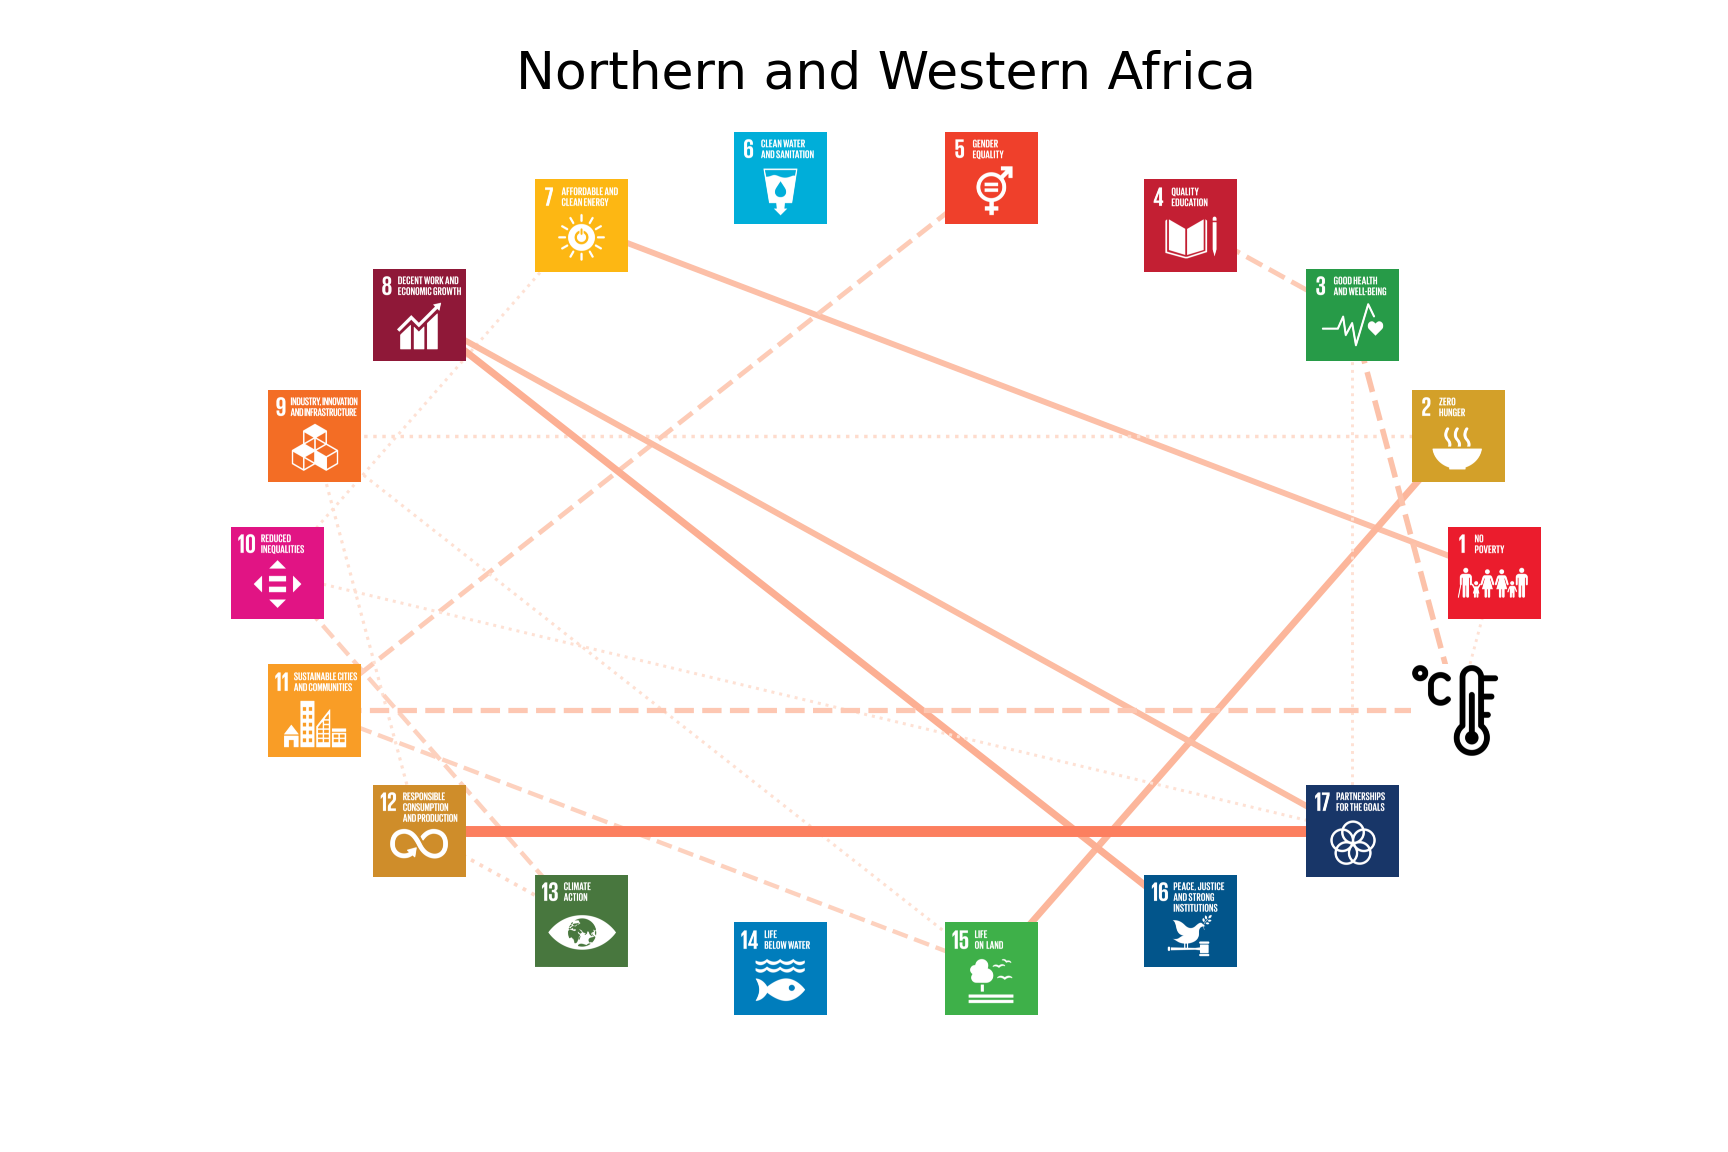 Northern and Western Africa
6 CLEAN WATER
AND SANITATION
5 GENDER
EQUALITY
7 AFFORDABLE AND
CLEAN ENERGY
4 QUALITY
EDUCATION
8 DECENT WORK AND
ECONOMIC GROWTH
3 GOOD HEALTH
AND WELL-BEING
9 INDUSTRY, INNOVATION
AND INFRASTRUCTURE
2 ZERO
HUNGER
10 REDUCED
INEQUALITIES
1 NO
POVERTY
11 SUSTAINABLE CITIES
AND COMMUNITIES
°C
12 RESPONSIBLE
CONSUMPTION
AND PRODUCTION
17 PARTNERSHIPS
FOR THE GOALS
13 CLIMATE
ACTION
16 PEACE, JUSTICE
AND STRONG
INSTITUTIONS
14 LIFE
BELOW WATER
15 LIFE
ON LAND